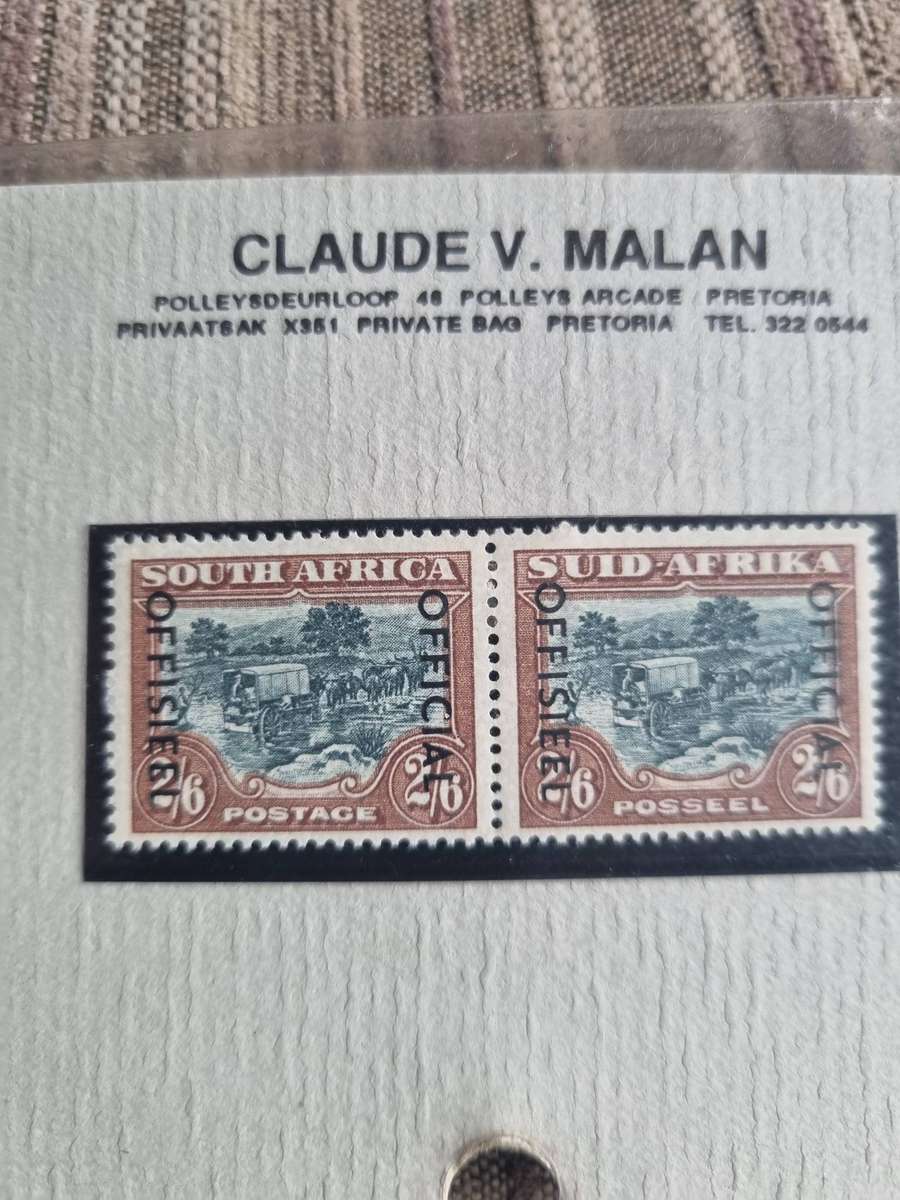 CLAUDE V. MALAN
POLLEYSDEURLOOP 46 POLLEYS ARCADE PRETORIA
PRIVAATSAK X351 PRIVATE BAG PRETORIA TEL. 322 0544
SOUTH AFRICA
OFFISIEEL
OFFICIAL
2/6
POSTAGE
2/6
SUID-AFRIKA
OFFISIEEL
OFFICIAL
2/6
POSSEEL
2/6